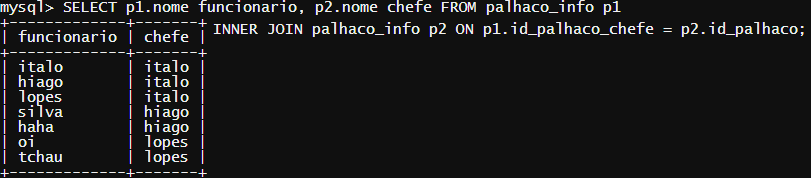 mysql> SELECT p1.nome funcionario, p2.nome chefe FROM palhaco_info p1
INNER JOIN palhaco_info p2 ON p1.id_palhaco_chefe = p2.id_palhaco;
+-------------+-------+
| funcionario | chefe |
+-------------+-------+
| italo | italo |
| hiago | italo |
| lopes | italo |
| silva | hiago |
| haha | hiago |
| oi | lopes |
| tchau | lopes |
+-------------+-------+